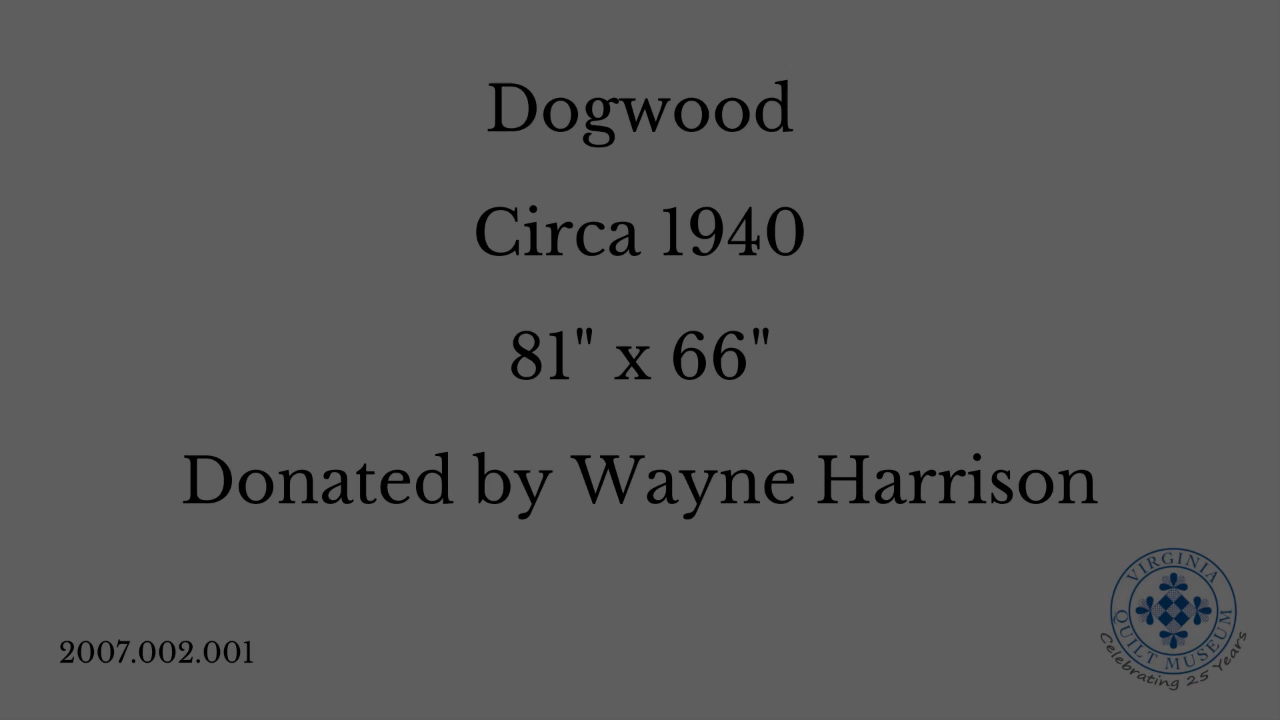 Dogwood
Circa 1940
81" x 66"
Donated by Wayne Harrison
2007.002.001
VIRGINIA
QUILT MUSEUM
Celebrating 25 Years